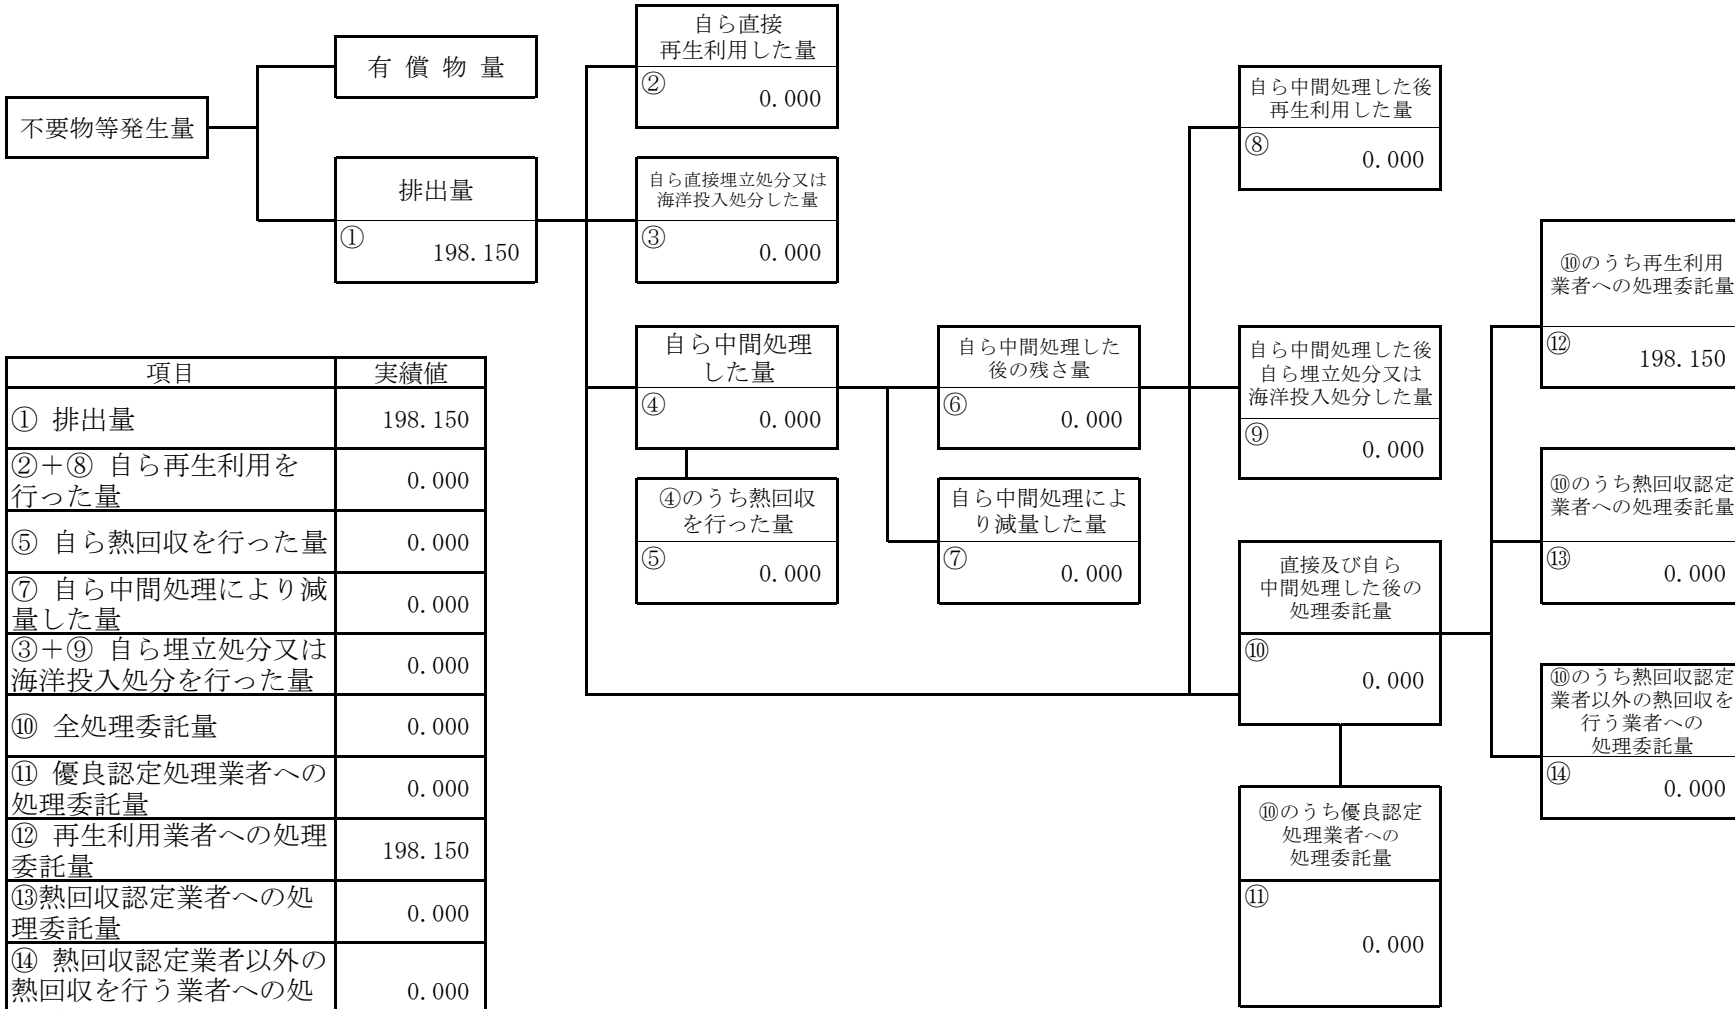 不要物等発生量
有 償 物 量
排出量
①
198.150
自ら直接
再生利用した量
②
0.000
自ら直接埋立処分又は
海洋投入処分した量
③
0.000
自ら中間処理
した量
④
0.000
④のうち熱回収
を行った量
⑤
0.000
自ら中間処理した
後の残さ量
⑥
0.000
自ら中間処理によ
り減量した量
⑦
0.000
自ら中間処理した後
再生利用した量
⑧
0.000
自ら中間処理した後
自ら埋立処分又は
海洋投入処分した量
⑨
0.000
直接及び自ら
中間処理した後の
処理委託量
⑩
0.000
⑩のうち優良認定
処理業者への
処理委託量
⑪
0.000
⑩のうち再生利用
業者への処理委託量
⑫
198.150
⑩のうち熱回収認定
業者への処理委託量
⑬
0.000
⑩のうち熱回収認定
業者以外の熱回収を
行う業者への
処理委託量
⑭
0.000
項目 実績値
① 排出量 198.150
②＋⑧ 自ら再生利用を
行った量 0.000
⑤ 自ら熱回収を行った量 0.000
⑦ 自ら中間処理により減
量した量 0.000
③＋⑨ 自ら埋立処分又は
海洋投入処分を行った量 0.000
⑩ 全処理委託量 0.000
⑪ 優良認定処理業者への
処理委託量 0.000
⑫ 再生利用業者への処理
委託量 198.150
⑬熱回収認定業者への処
理委託量 0.000
⑭ 熱回収認定業者以外の
熱回収を行う業者への処 0.000